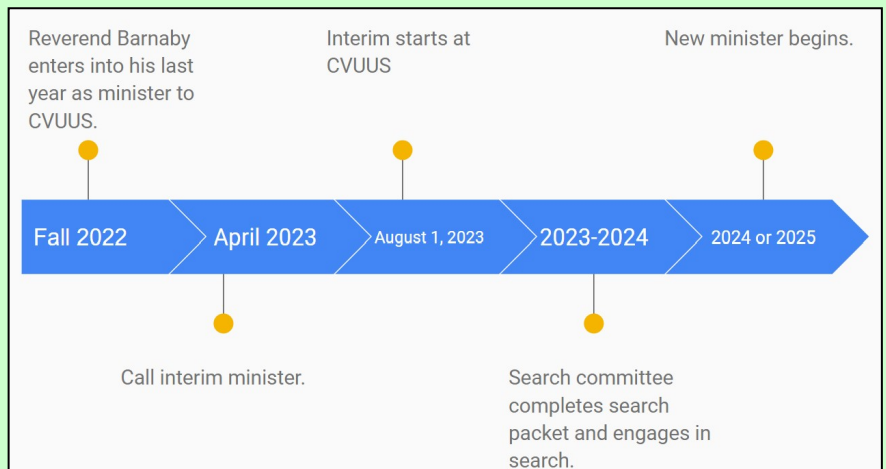 Reverend Barnaby
enters into his last
year as minister to
CVUUS.
Interim starts at
CVUUS
New minister begins.
Fall 2022
April 2023
August 1, 2023
2023-2024
2024 or 2025
Call interim minister.
Search committee
completes search
packet and engages in
search.